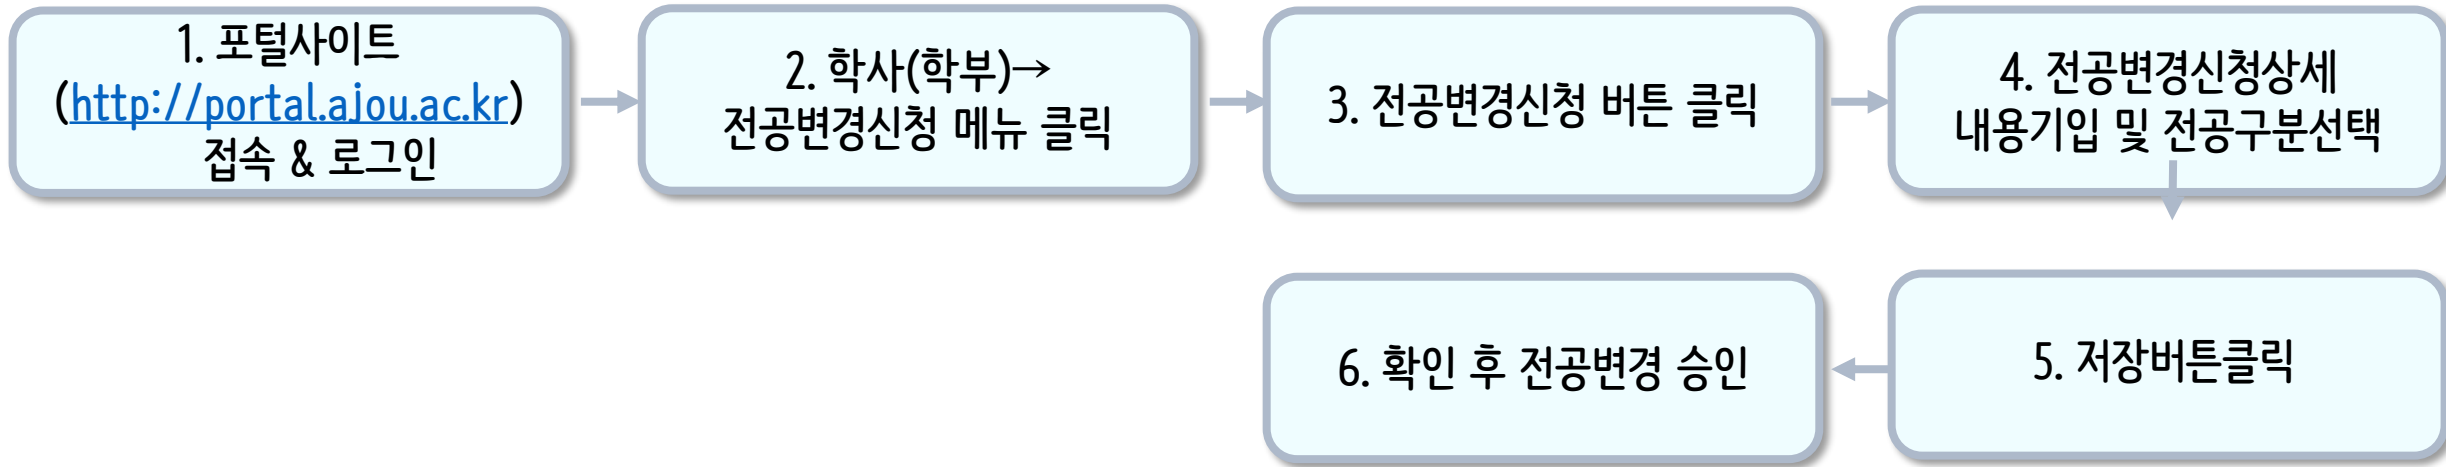 1. 포털사이트
(http://portal.ajou.ac.kr)
접속 & 로그인
2. 학사(학부)→
전공변경신청 메뉴 클릭
3. 전공변경신청 버튼 클릭
4. 전공변경신청상세
내용기입 및 전공구분선택
5. 저장버튼클릭
6. 확인 후 전공변경 승인